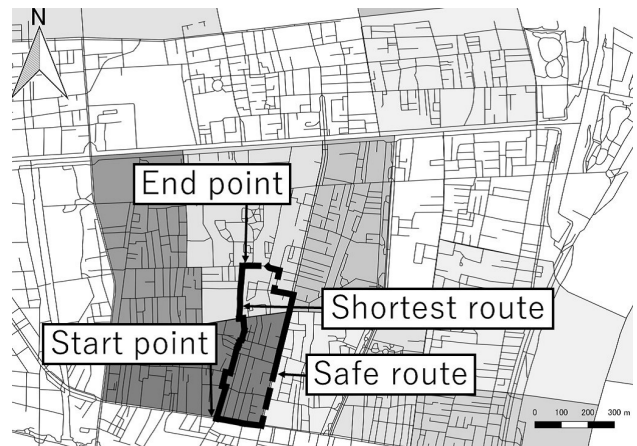 N
End point
Shortest route
Start point
Safe route
0 100 200 300 m